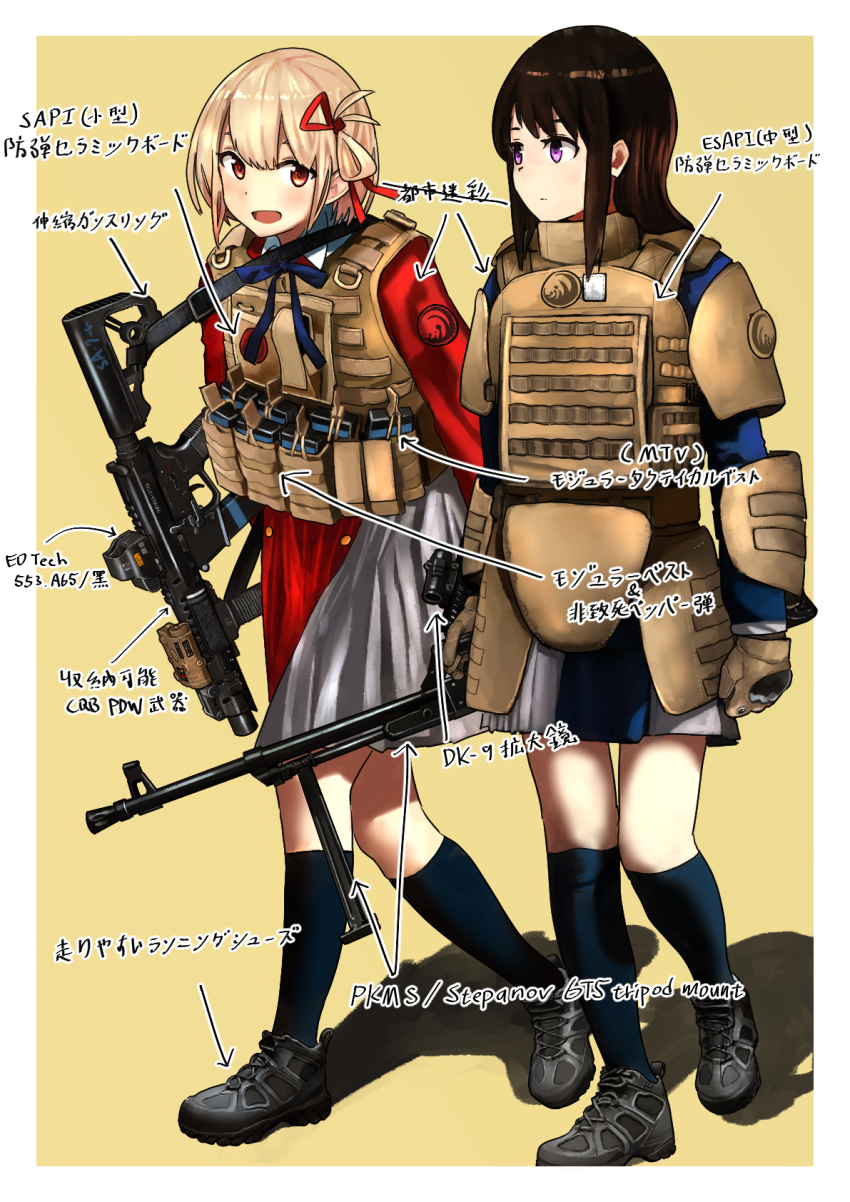 SAPI(小型)
防弾セラミックボード
ESAPI(中型)
防弾セラミックボード
都市迷彩
伸縮ガンスリング
(MTV)
モジュラータクティカルベスト
EOTech
553.A65/黒
モジュラーベスト
&
非致死ペッパー弾
収納可能
CQB PDW武器
DK-9拡大鏡
走りやすいランニングシューズ
PKMS/Stepanov 6T5 tripod mount